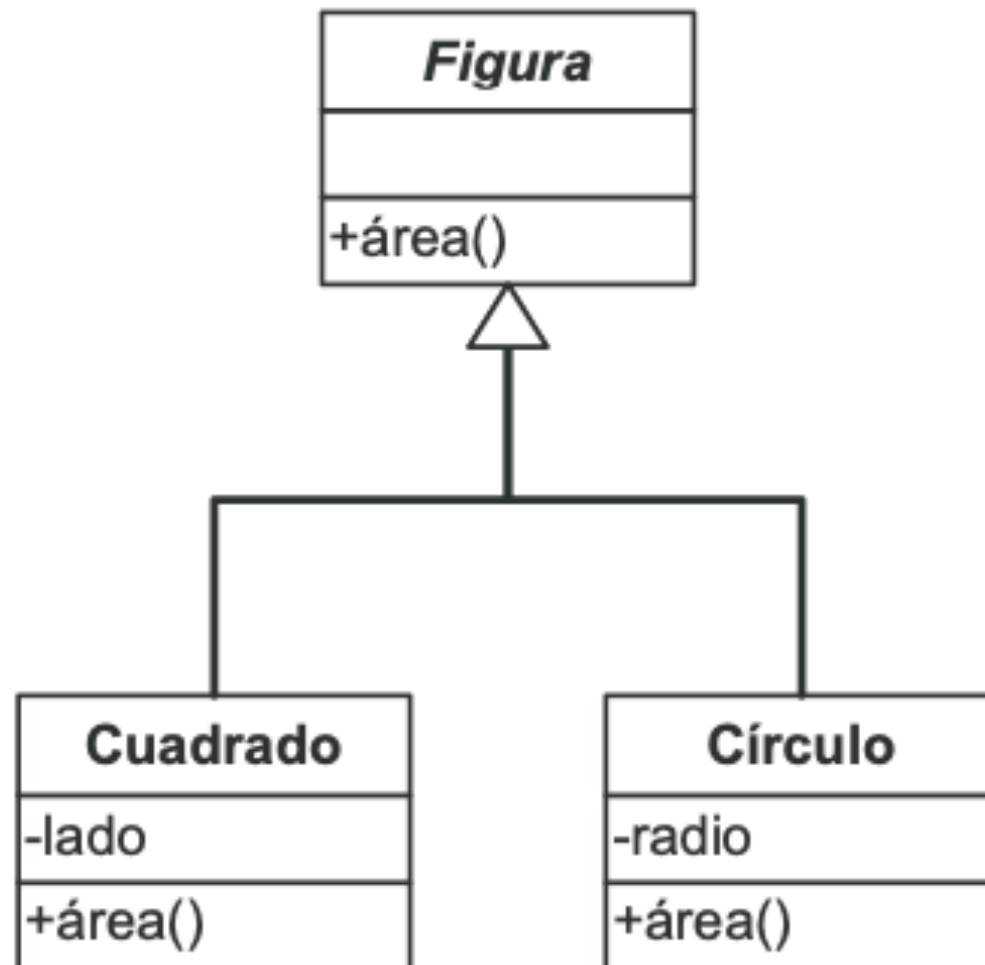 Figura
+área()
Cuadrado
-lado
+área()
Círculo
-radio
+área()